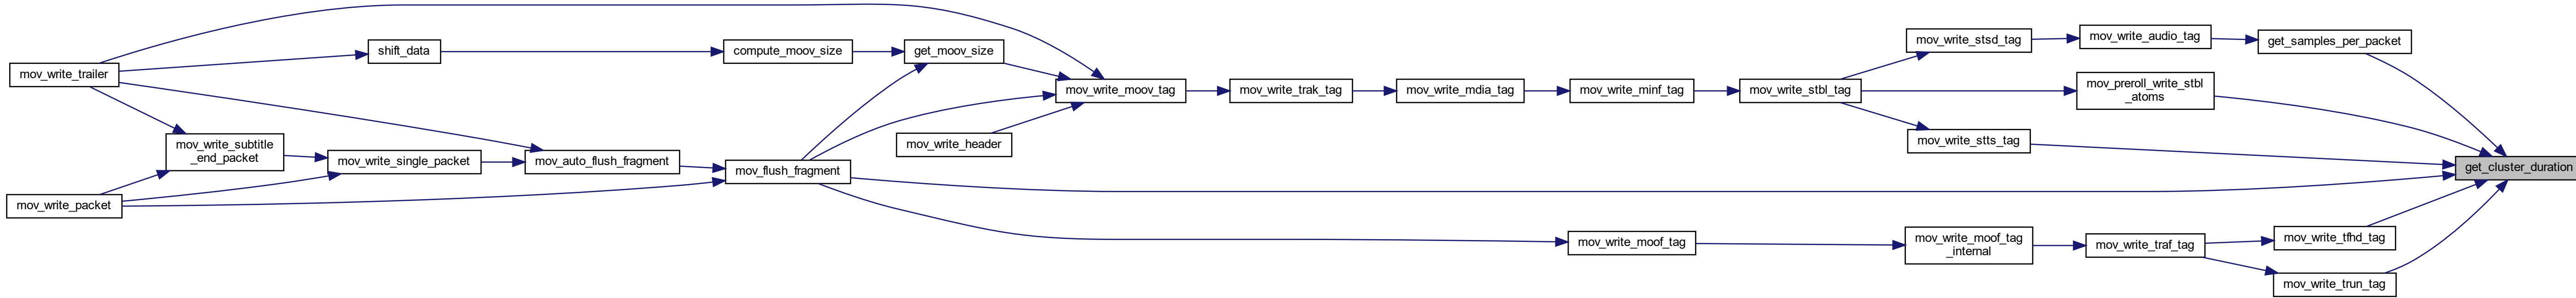 mov_write_trailer
shift_data
compute_moov_size
get_moov_size
mov_write_moov_tag
mov_write_trak_tag
mov_write_mdia_tag
mov_write_minf_tag
mov_write_stbl_tag
mov_write_stsd_tag
mov_write_audio_tag
get_samples_per_packet
mov_preroll_write_stbl
_atoms
mov_write_stts_tag
get_cluster_duration
mov_write_header
mov_write_subtitle
_end_packet
mov_write_single_packet
mov_auto_flush_fragment
mov_flush_fragment
mov_write_packet
mov_write_moof_tag
mov_write_moof_tag
_internal
mov_write_traf_tag
mov_write_tfhd_tag
mov_write_trun_tag